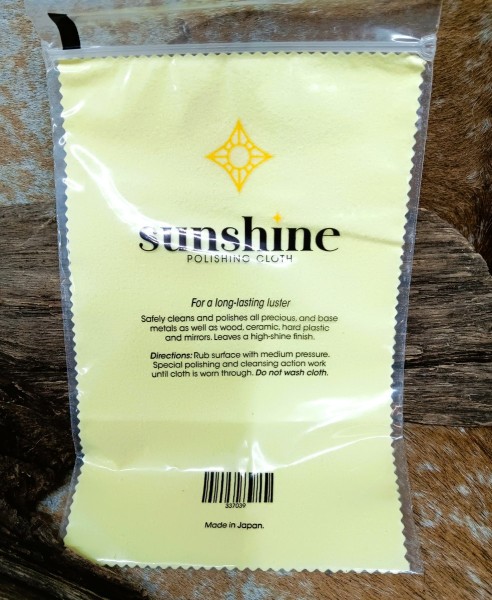 sunshine
POLISHING CLOTH
For a long-lasting luster
Safely cleans and polishes all precious, and base
metals as well as wood, ceramic, hard plastic
and mirrors. Leaves a high-shine finish.
Directions: Rub surface with medium pressure.
Special polishing and cleansing action work
until cloth is worn through. Do not wash cloth.
337039
Made in Japan.